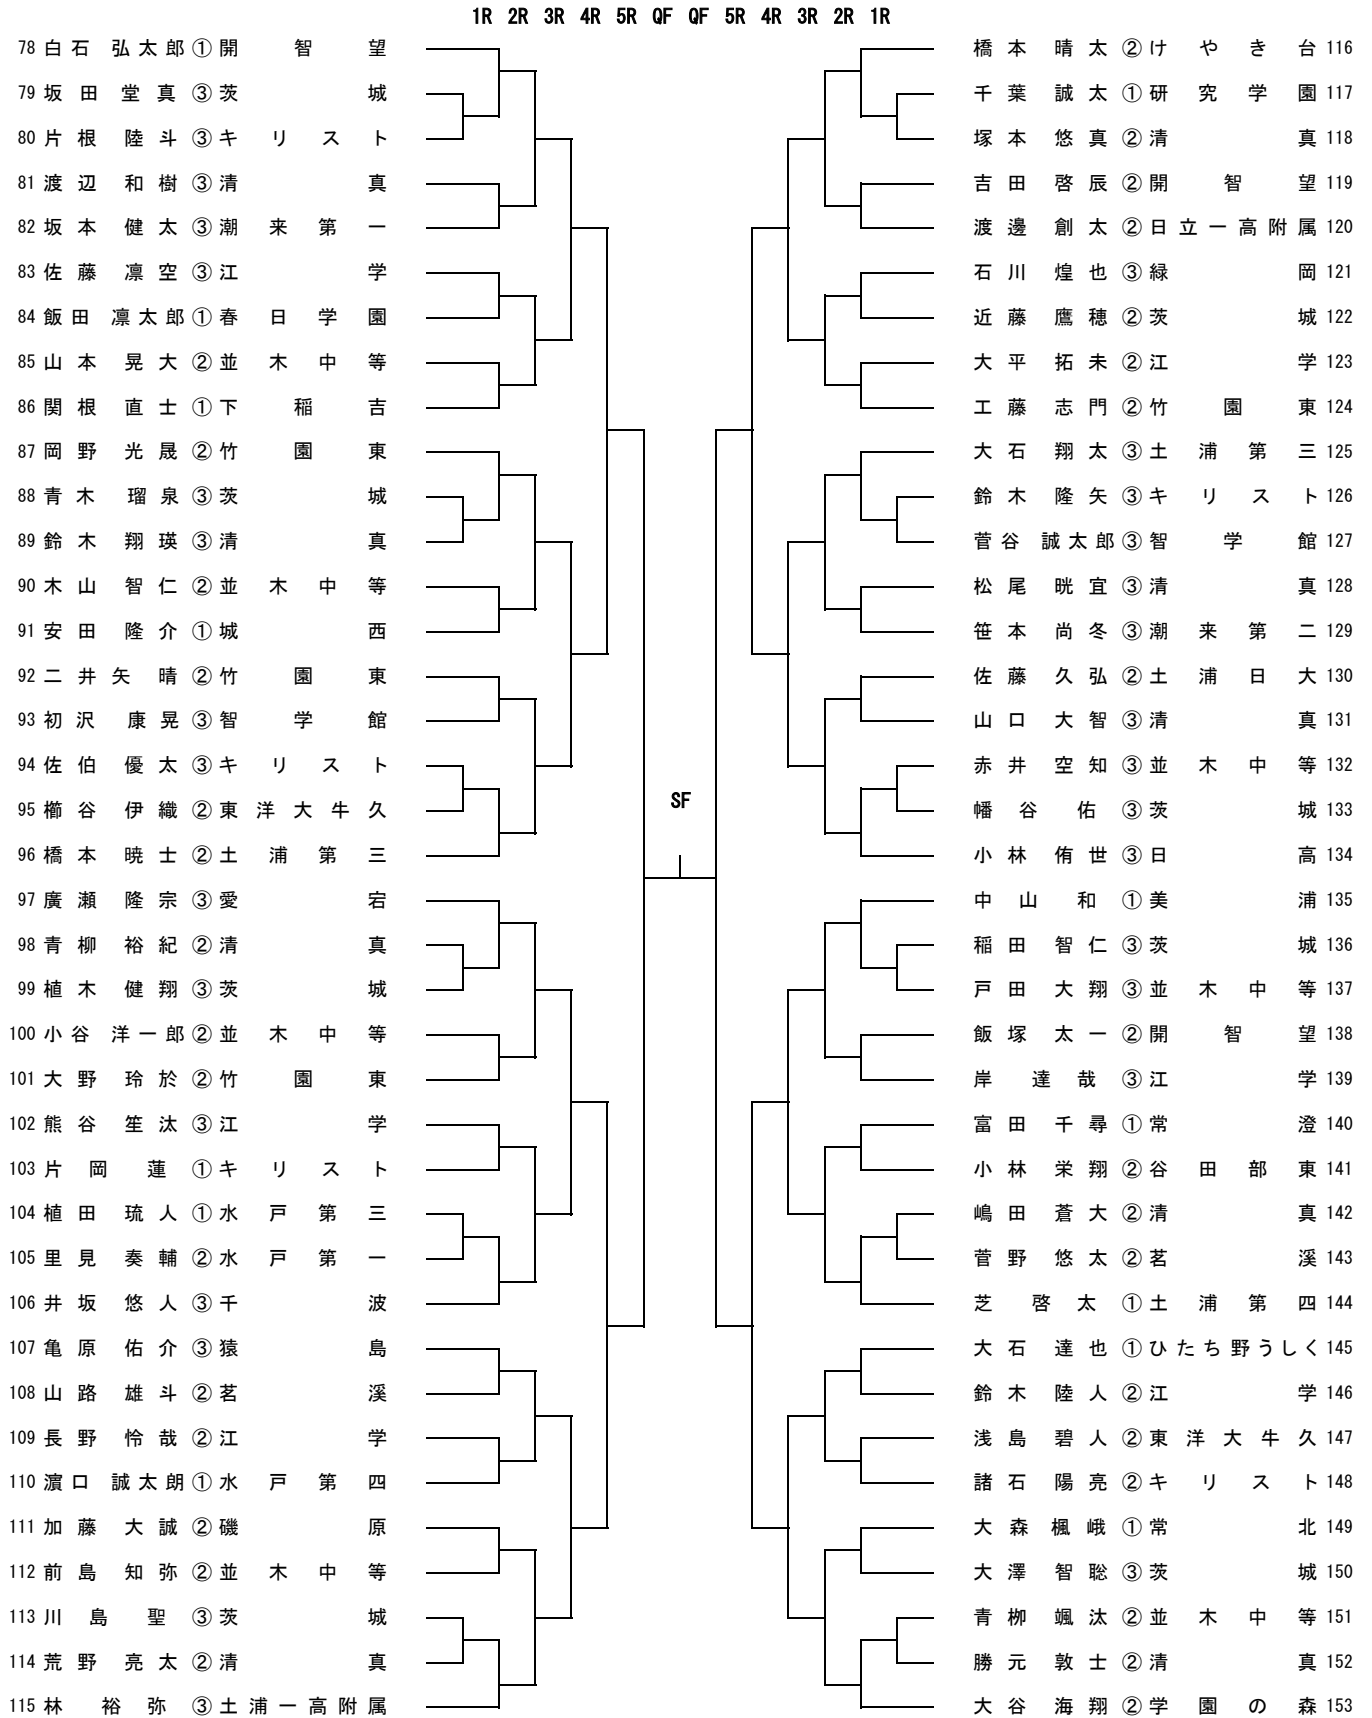 1R 2R 3R 4R 5R QF QF 5R 4R 3R 2R 1R
78 白石 弘太郎 ① 開智望
79 坂田 堂真 ③ 茨城
80 片根 陸斗 ③ キリスト
81 渡辺 和樹 ③ 清真
82 坂本 健太 ③ 潮来第一
83 佐藤 凛空 ③ 江学
84 飯田 凛太郎 ① 春日学園
85 山本 晃大 ② 並木中等
86 関根 直士 ① 下稲吉
87 岡野 光晟 ② 竹園東
88 青木 瑠泉 ③ 茨城
89 鈴木 翔瑛 ③ 清真
90 木山 智仁 ② 並木中等
91 安田 隆介 ① 城西
92 二井矢 晴 ② 竹園東
93 初沢 康晃 ③ 智学館
94 佐伯 優太 ③ キリスト
95 櫛谷 伊織 ② 東洋大牛久
96 橋本 暁士 ② 土浦第三
97 廣瀬 隆宗 ③ 愛宕
98 青柳 裕紀 ② 清真
99 植木 健翔 ③ 茨城
100 小谷 洋一郎 ② 並木中等
101 大野 玲於 ② 竹園東
102 熊谷 笙汰 ③ 江学
103 片岡 蓮 ① キリスト
104 植田 琉人 ① 水戸第三
105 里見 奏輔 ② 水戸第一
106 井坂 悠人 ③ 千波
107 亀原 佑介 ③ 猿島
108 山路 雄斗 ② 茗溪
109 長野 怜哉 ② 江学
110 濵口 誠太朗 ① 水戸第四
111 加藤 大誠 ② 磯原
112 前島 知弥 ② 並木中等
113 川島 聖 ③ 茨城
114 荒野 亮太 ② 清真
115 林 裕弥 ③ 土浦一高附属
SF
橋本 晴太 ② けやき台 116
千葉 誠太 ① 研究学園 117
塚本 悠真 ② 清真 118
吉田 啓辰 ② 開智望 119
渡邊 創太 ② 日立一高附属 120
石川 煌也 ③ 緑岡 121
近藤 鷹穂 ② 茨城 122
大平 拓未 ② 江学 123
工藤 志門 ② 竹園東 124
大石 翔太 ③ 土浦第三 125
鈴木 隆矢 ③ キリスト 126
菅谷 誠太郎 ③ 智学館 127
松尾 晄宜 ③ 清真 128
笹本 尚冬 ③ 潮来第二 129
佐藤 久弘 ② 土浦日大 130
山口 大智 ③ 清真 131
赤井 空知 ③ 並木中等 132
幡谷 佑 ③ 茨城 133
小林 侑世 ③ 日高 134
中山 和 ① 美浦 135
稲田 智仁 ③ 茨城 136
戸田 大翔 ③ 並木中等 137
飯塚 太一 ② 開智望 138
岸 達哉 ③ 江学 139
富田 千尋 ① 常澄 140
小林 栄翔 ② 谷田部東 141
嶋田 蒼大 ② 清真 142
菅野 悠太 ② 茗溪 143
芝 啓太 ① 土浦第四 144
大石 達也 ① ひたち野うしく 145
鈴木 陸人 ② 江学 146
浅島 碧人 ② 東洋大牛久 147
諸石 陽亮 ② キリスト 148
大森 楓峨 ① 常北 149
大澤 智聡 ③ 茨城 150
青栁 颯汰 ② 並木中等 151
勝元 敦士 ② 清真 152
大谷 海翔 ② 学園の森 153